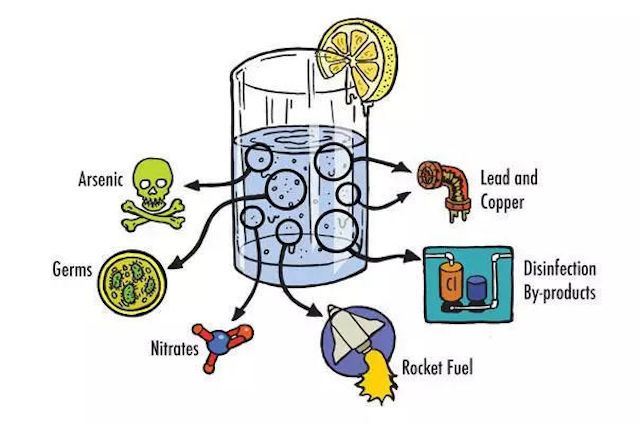 Arsenic
Lead and
Copper
Germs
Cl
Disinfection
By-products
Nitrates
Rocket Fuel